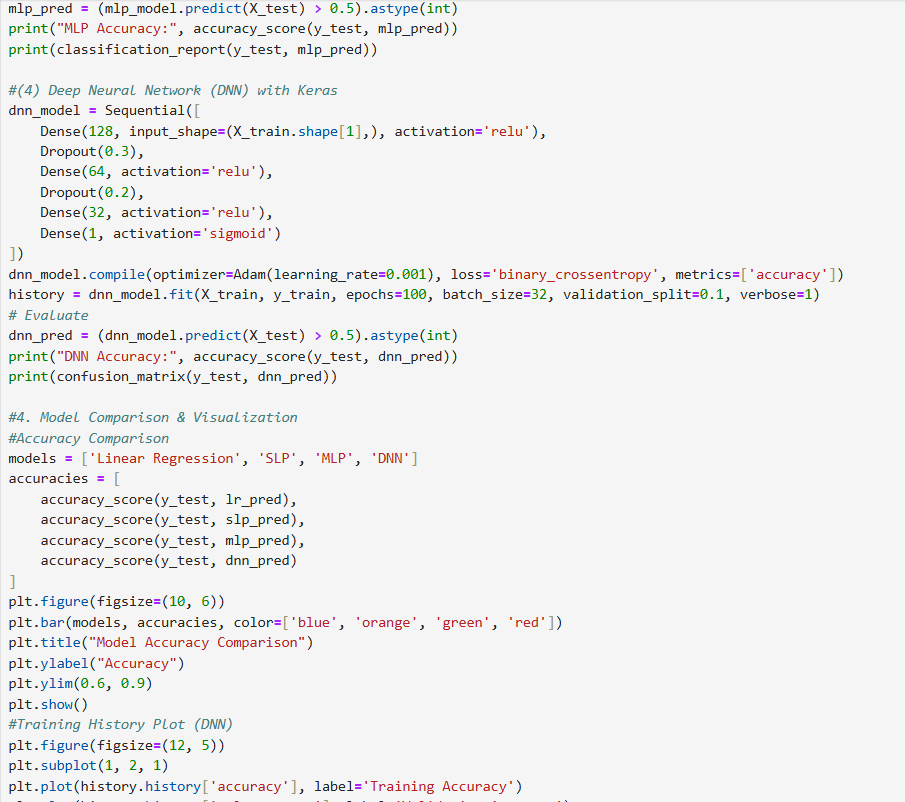 mlp_pred = (mlp_model.predict(X_test) > 0.5).astype(int)
print("MLP Accuracy:", accuracy_score(y_test, mlp_pred))
print(classification_report(y_test, mlp_pred))
#(4) Deep Neural Network (DNN) with Keras
dnn_model = Sequential([
    Dense(128, input_shape=(X_train.shape[1],), activation='relu'),
    Dropout(0.3),
    Dense(64, activation='relu'),
    Dropout(0.2),
    Dense(32, activation='relu'),
    Dense(1, activation='sigmoid')
])
dnn_model.compile(optimizer=Adam(learning_rate=0.001), loss='binary_crossentropy', metrics=['accuracy'])
history = dnn_model.fit(X_train, y_train, epochs=100, batch_size=32, validation_split=0.1, verbose=1)
# Evaluate
dnn_pred = (dnn_model.predict(X_test) > 0.5).astype(int)
print("DNN Accuracy:", accuracy_score(y_test, dnn_pred))
print(confusion_matrix(y_test, dnn_pred))
#4. Model Comparison & Visualization
#Accuracy Comparison
models = ['Linear Regression', 'SLP', 'MLP', 'DNN']
accuracies = [
    accuracy_score(y_test, lr_pred),
    accuracy_score(y_test, slp_pred),
    accuracy_score(y_test, mlp_pred),
    accuracy_score(y_test, dnn_pred)
]
plt.figure(figsize=(10, 6))
plt.bar(models, accuracies, color=['blue', 'orange', 'green', 'red'])
plt.title("Model Accuracy Comparison")
plt.ylabel("Accuracy")
plt.ylim(0.6, 0.9)
plt.show()
#Training History Plot (DNN)
plt.figure(figsize=(12, 5))
plt.subplot(1, 2, 1)
plt.plot(history.history['accuracy'], label='Training Accuracy')